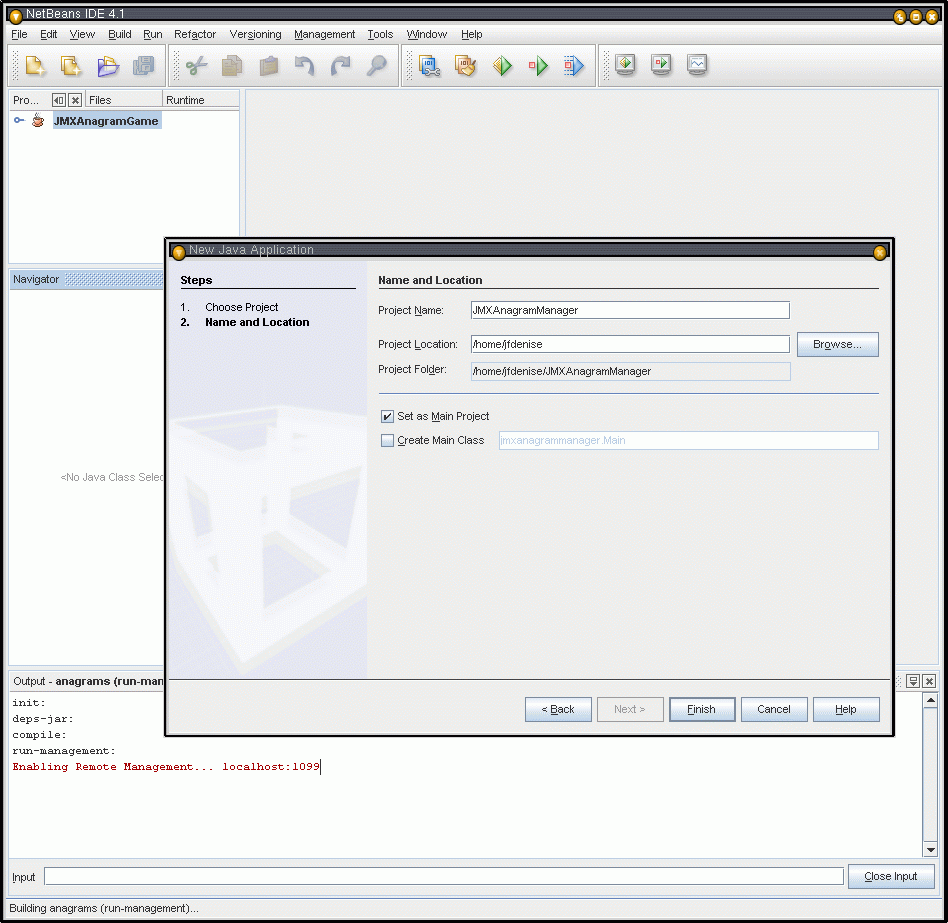 NetBeans IDE 4.1
File Edit View Build Run Refactor Versioning Management Tools Window Help
Pro... Files Runtime
JMXAnagramGame
Navigator
<No Java Class Selec
New Java Application
Steps
1. Choose Project
2. Name and Location
Name and Location
Project Name: JMXAnagramManager
Project Location: /home/jfdenise Browse...
Project Folder: /home/jfdenise/JMXAnagramManager
Set as Main Project
Create Main Class jmxanagrammanager.Main
< Back Next > Finish Cancel Help
Output - anagrams (run-man
init:
deps-jar:
compile:
run-management:
Enabling Remote Management... localhost:1099
Input Close Input
Building anagrams (run-management)...